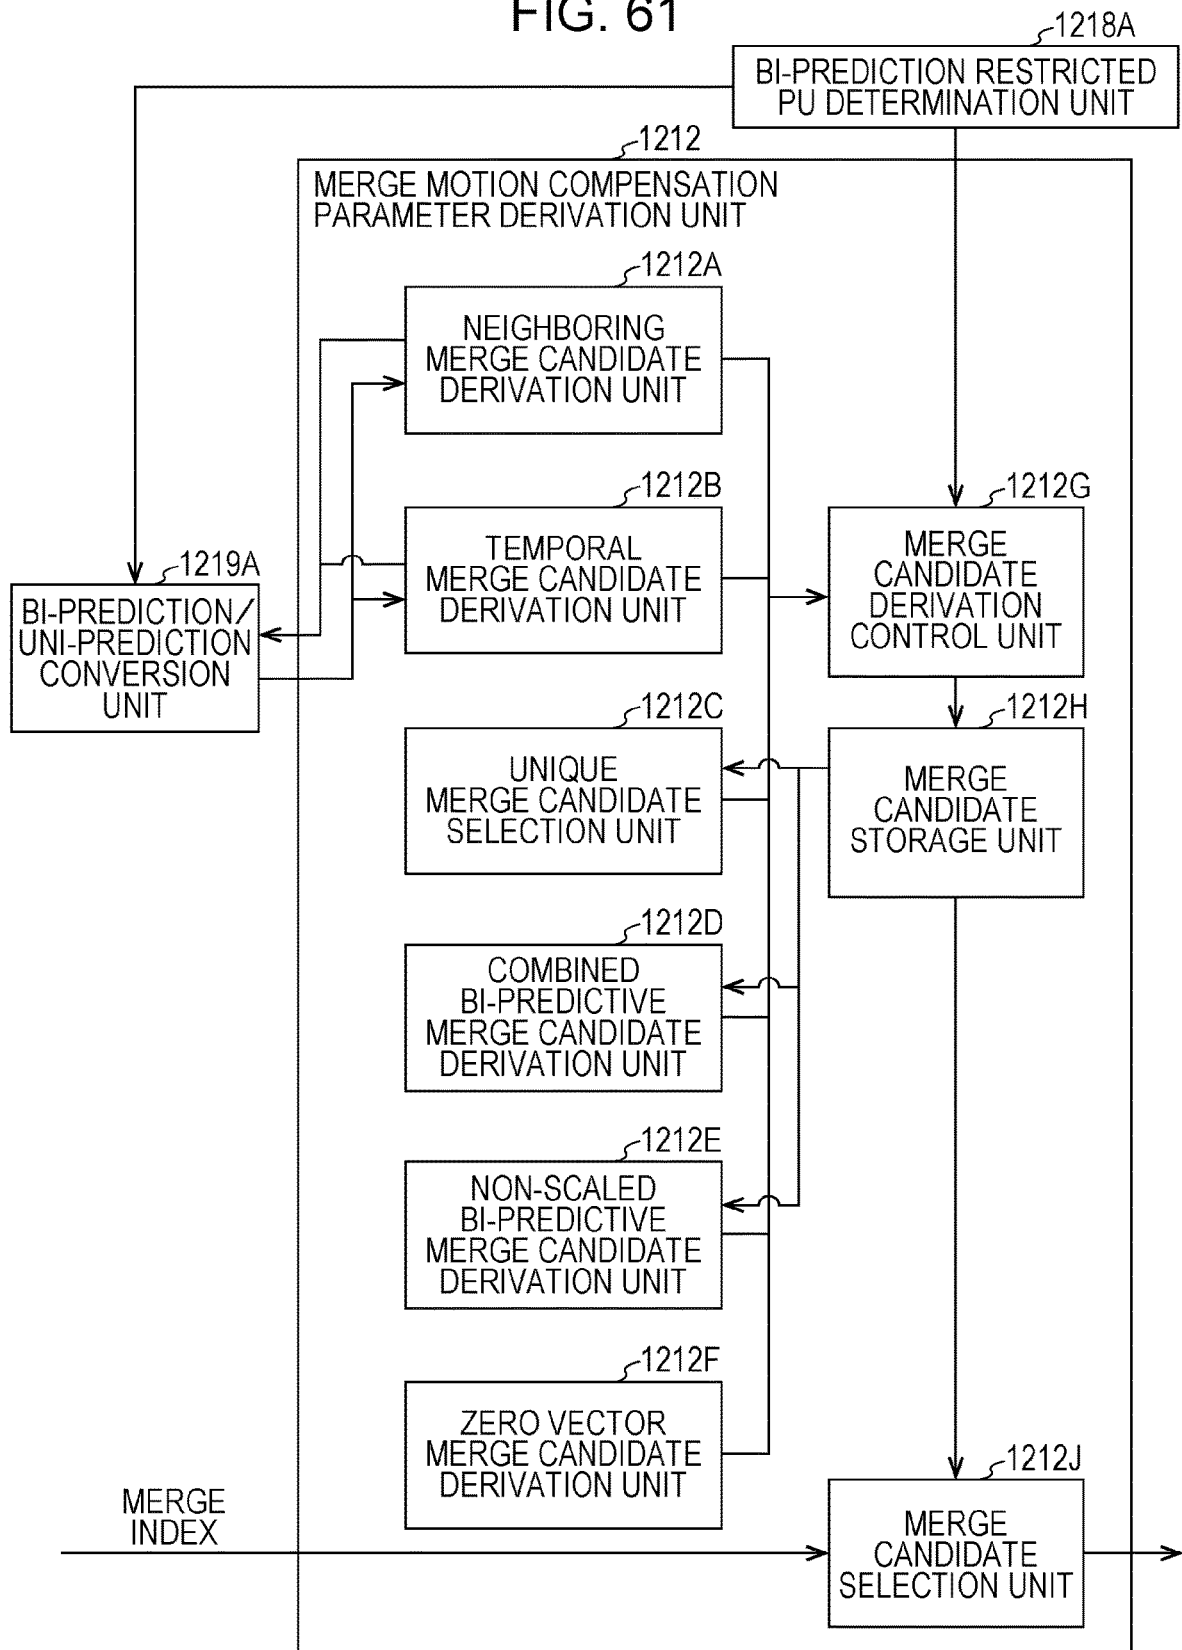 FIG. 61
1218A
BI-PREDICTION RESTRICTED
PU DETERMINATION UNIT
1212
MERGE MOTION COMPENSATION
PARAMETER DERIVATION UNIT
1212A
NEIGHBORING
MERGE CANDIDATE
DERIVATION UNIT
1212B
TEMPORAL
MERGE CANDIDATE
DERIVATION UNIT
1212G
MERGE
CANDIDATE
DERIVATION
CONTROL UNIT
1219A
BI-PREDICTION/
UNI-PREDICTION
CONVERSION
UNIT
1212C
UNIQUE
MERGE CANDIDATE
SELECTION UNIT
1212H
MERGE
CANDIDATE
STORAGE UNIT
1212D
COMBINED
BI-PREDICTIVE
MERGE CANDIDATE
DERIVATION UNIT
1212E
NON-SCALED
BI-PREDICTIVE
MERGE CANDIDATE
DERIVATION UNIT
1212F
ZERO VECTOR
MERGE CANDIDATE
DERIVATION UNIT
MERGE
INDEX
1212J
MERGE
CANDIDATE
SELECTION UNIT